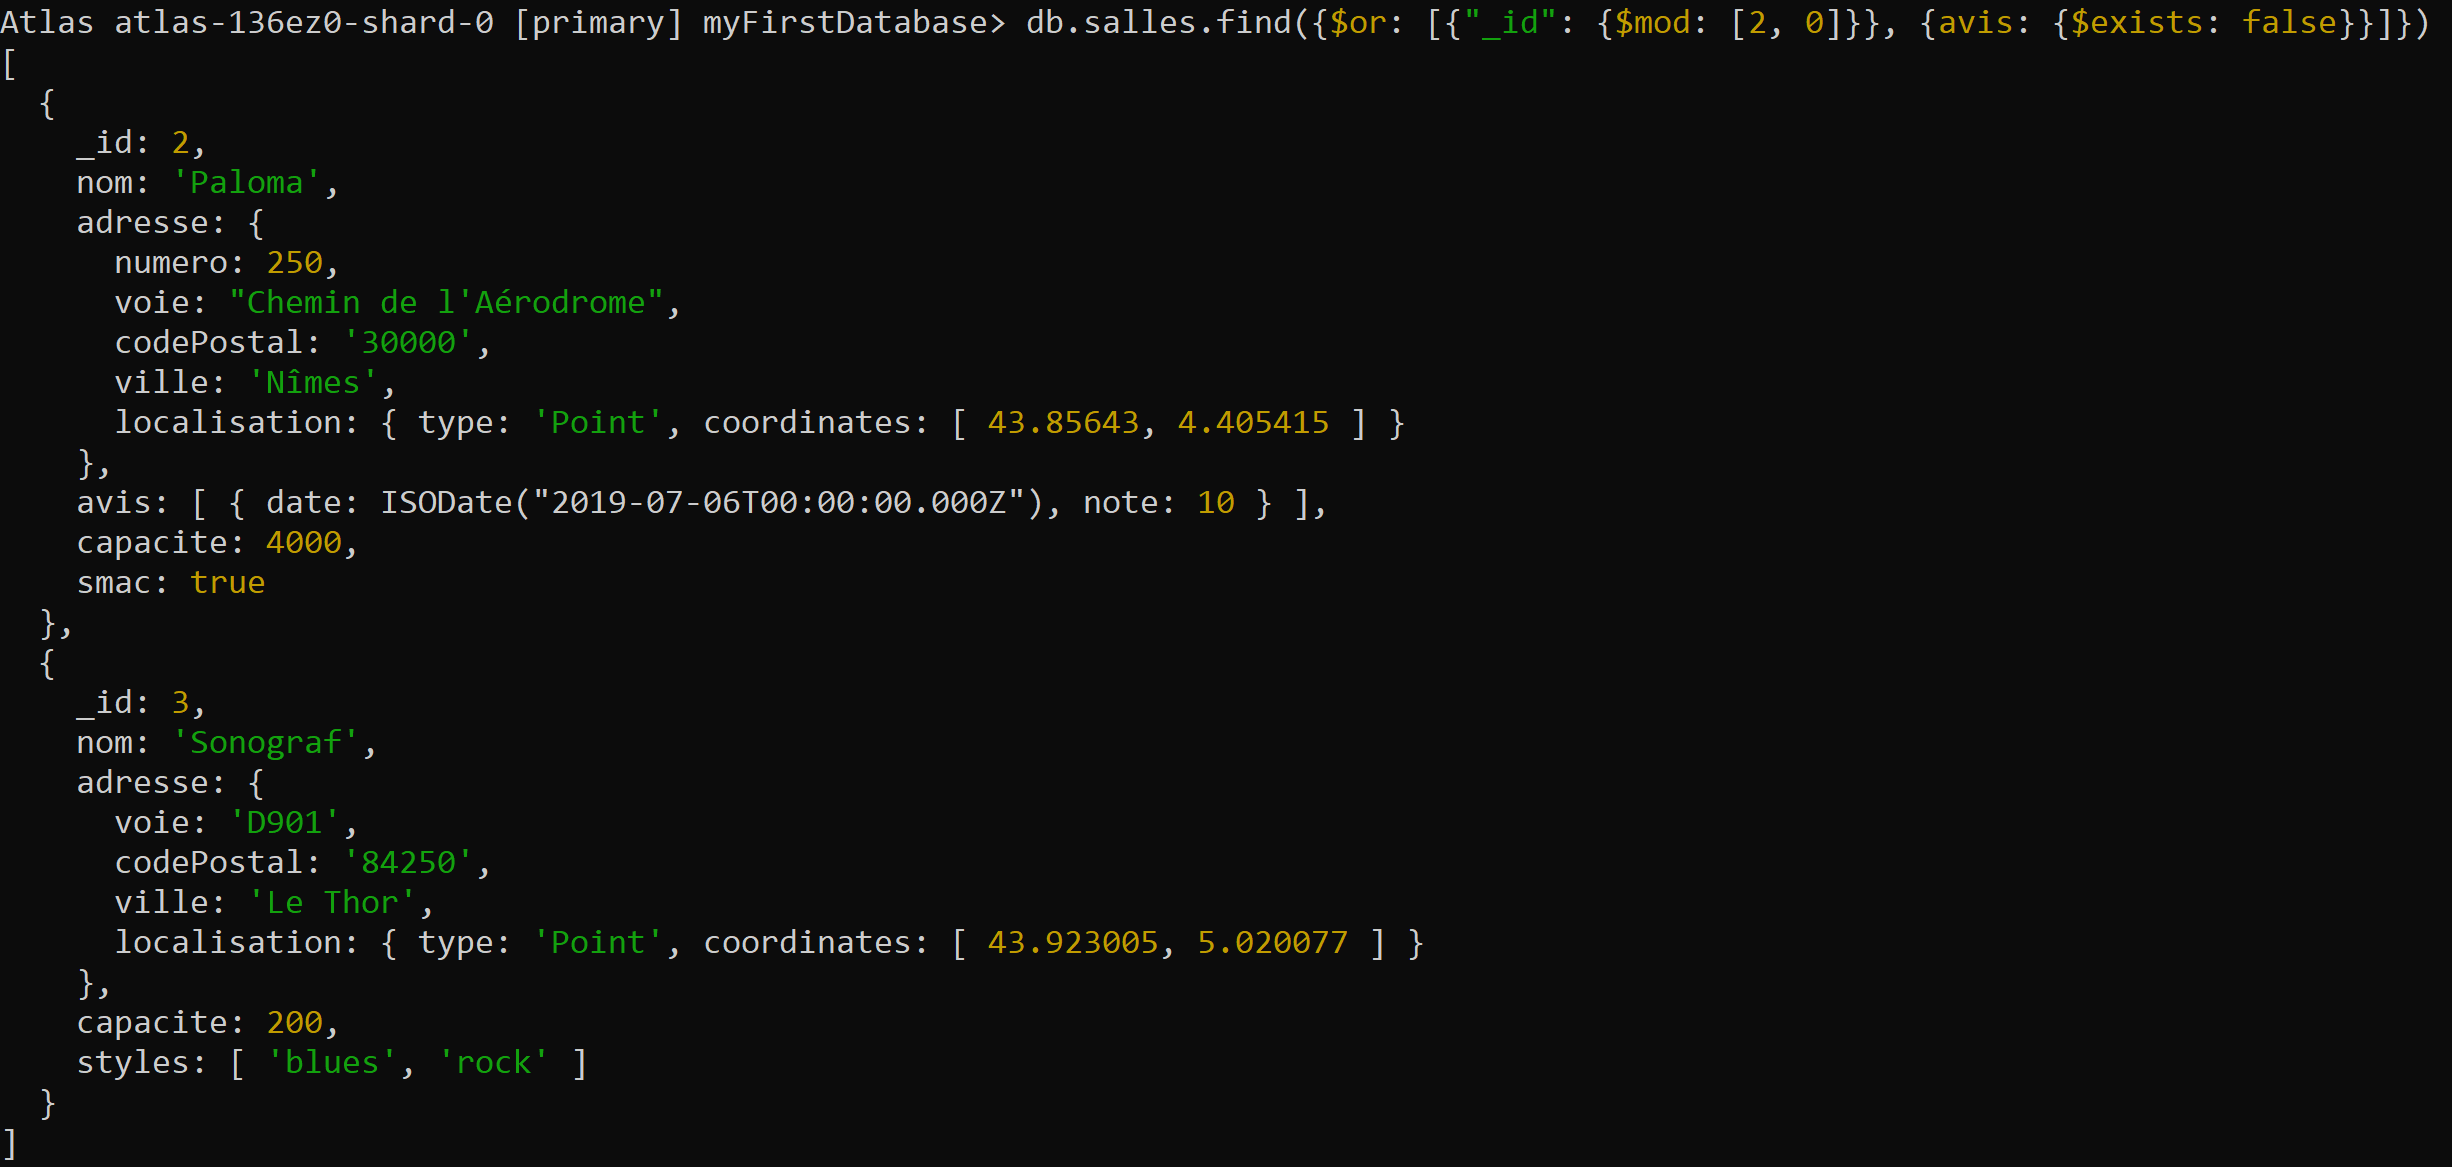 Atlas atlas-136ez0-shard-0 [primary] myFirstDatabase> db.salles.find({$or: [{"_id": {$mod: [2, 0]}}, {avis: {$exists: false}}]})
[
  {
    _id: 2,
    nom: 'Paloma',
    adresse: {
      numero: 250,
      voie: "Chemin de l'Aérodrome",
      codePostal: '30000',
      ville: 'Nîmes',
      localisation: { type: 'Point', coordinates: [ 43.85643, 4.405415 ] }
    },
    avis: [ { date: ISODate("2019-07-06T00:00:00.000Z"), note: 10 } ],
    capacite: 4000,
    smac: true
  },
  {
    _id: 3,
    nom: 'Sonograf',
    adresse: {
      voie: 'D901',
      codePostal: '84250',
      ville: 'Le Thor',
      localisation: { type: 'Point', coordinates: [ 43.923005, 5.020077 ] }
    },
    capacite: 200,
    styles: [ 'blues', 'rock' ]
  }
]